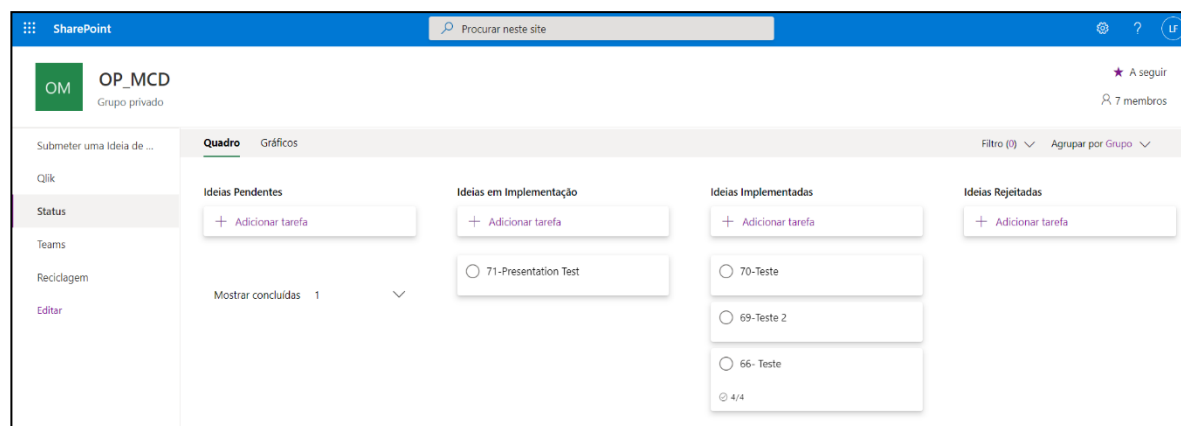 SharePoint
Procurar neste site
?
LF
OM
OP_MCD
Grupo privado
★ A seguir
7 membros
Submeter uma Ideia de ...
Qlik
Status
Teams
Reciclagem
Editar
Quadro Gráficos
Filtro (0) Agrupar por Grupo
Ideias Pendentes
+ Adicionar tarefa
Mostrar concluídas 1
Ideias em Implementação
+ Adicionar tarefa
71-Presentation Test
Ideias Implementadas
+ Adicionar tarefa
70-Teste
69-Teste 2
66- Teste
4/4
Ideias Rejeitadas
+ Adicionar tarefa